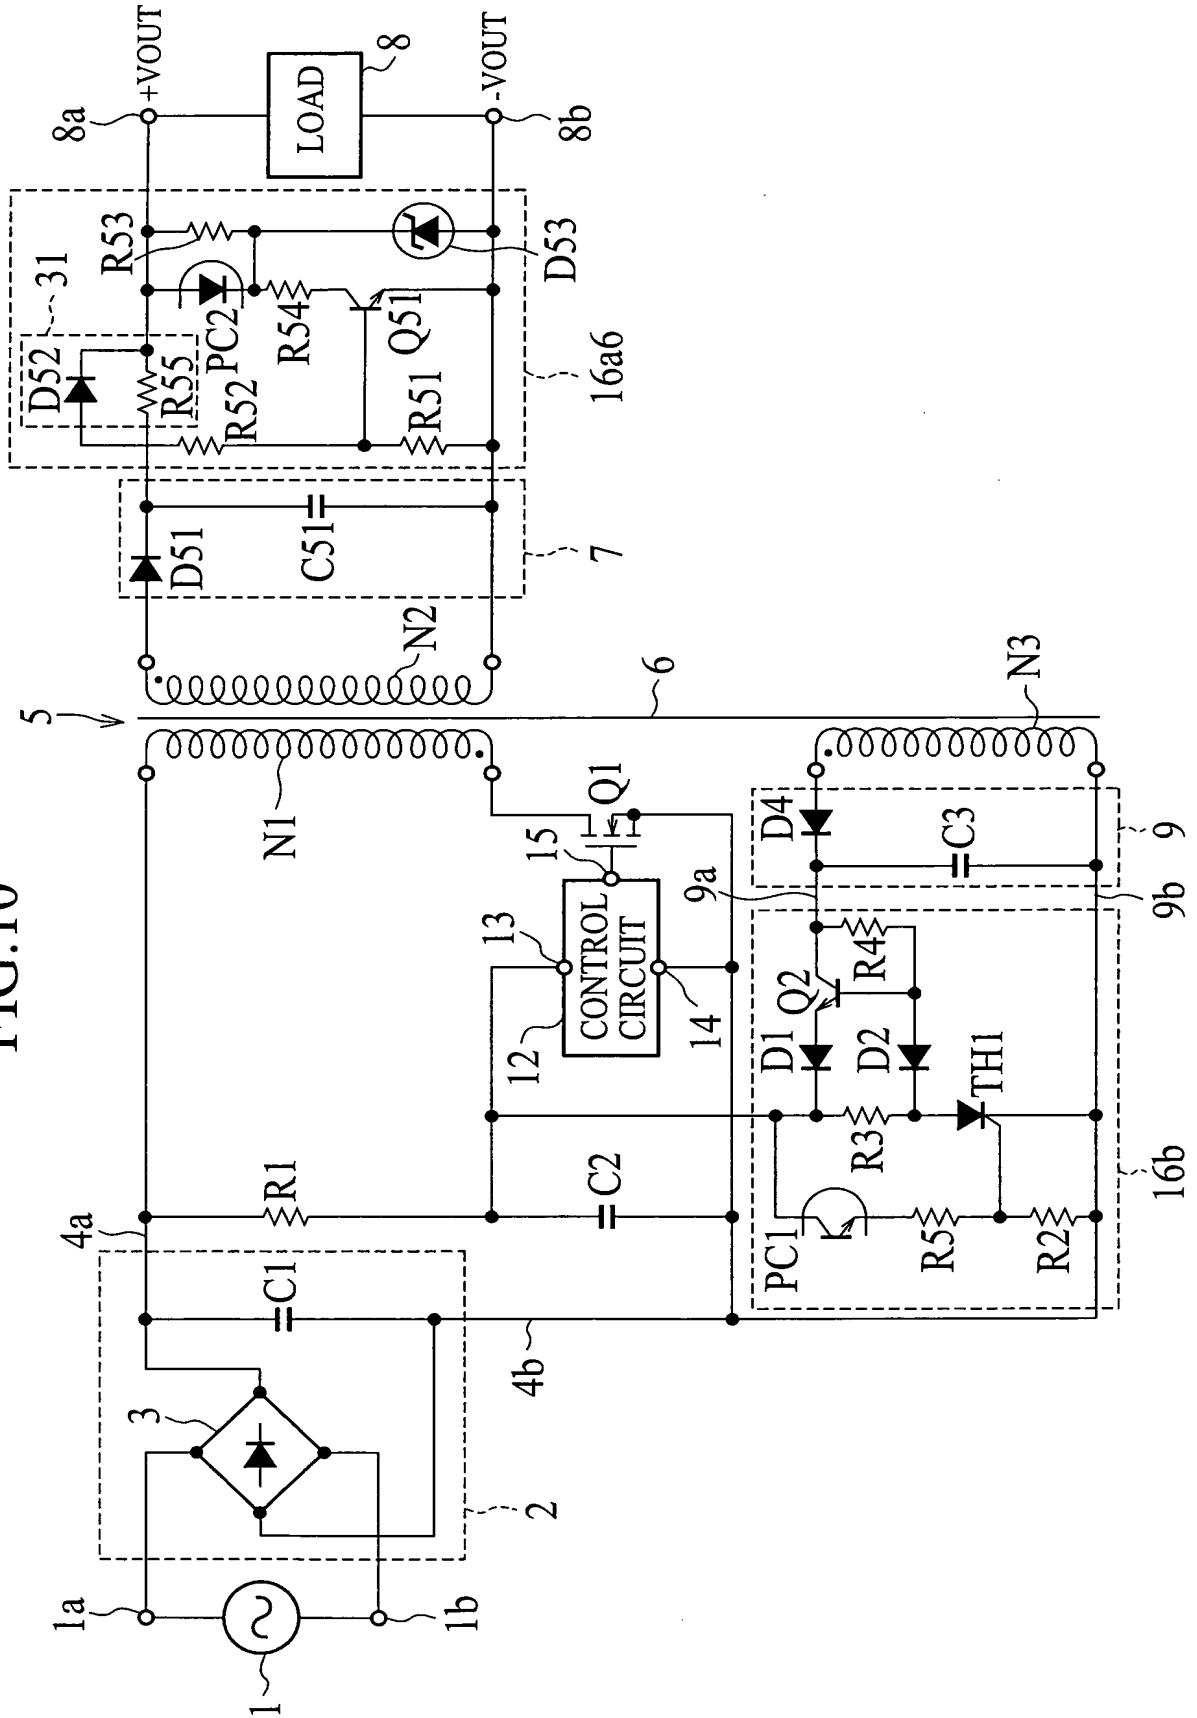 FIG.10
5
8a
+VOUT
LOAD
8
-VOUT
8b
31
D52
R55
R53
PC2
R54
R52
Q51
R51
D53
16a6
D51
C51
7
N2
N1
6
N3
4a
R1
C1
3
2
1a
1
1b
4b
C2
13
12
CONTROL
CIRCUIT
14
15
Q1
9a
D4
C3
9
9b
D1
Q2
R4
D2
R3
TH1
PC1
R5
R2
16b